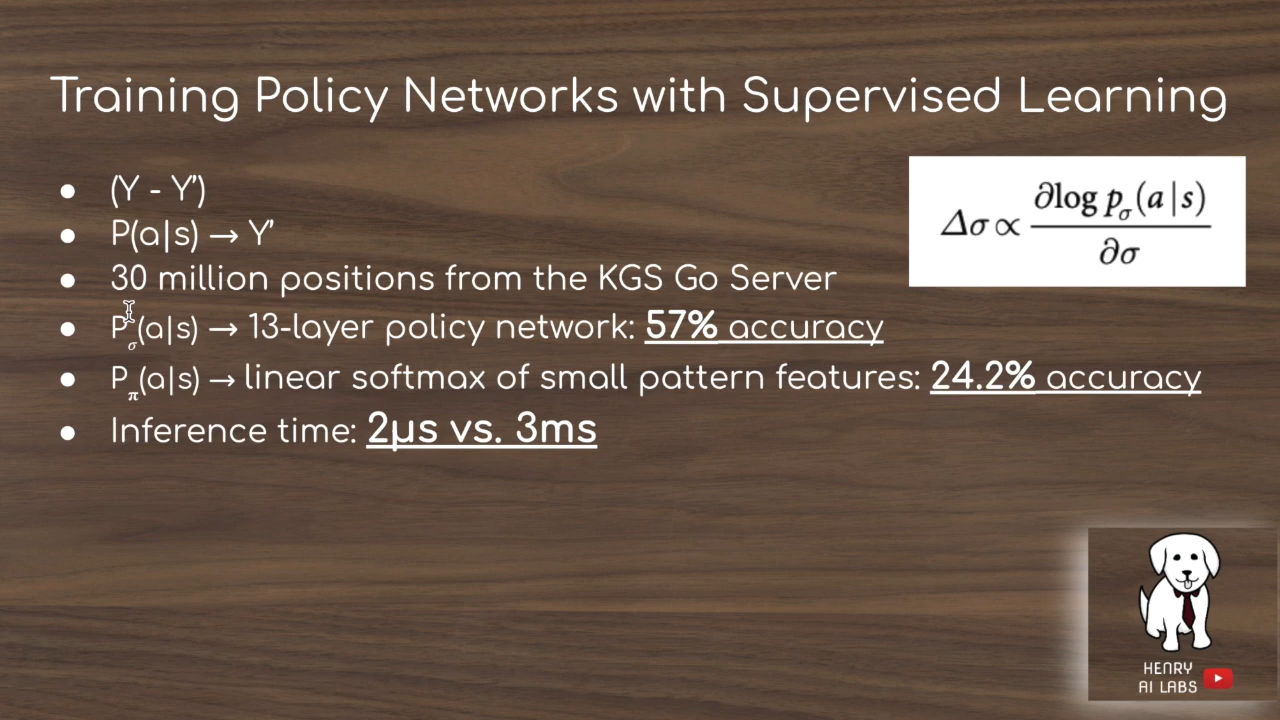 Training Policy Networks with Supervised Learning
● (Y - Y’)
● P(a|s) → Y’
● 30 million positions from the KGS Go Server
● Pσ(a|s) → 13-layer policy network: 57% accuracy
● Pπ(a|s) → linear softmax of small pattern features: 24.2% accuracy
● Inference time: 2µs vs. 3ms
Δσ ∝ ∂log pσ(a|s) / ∂σ
HENRY
AI LABS